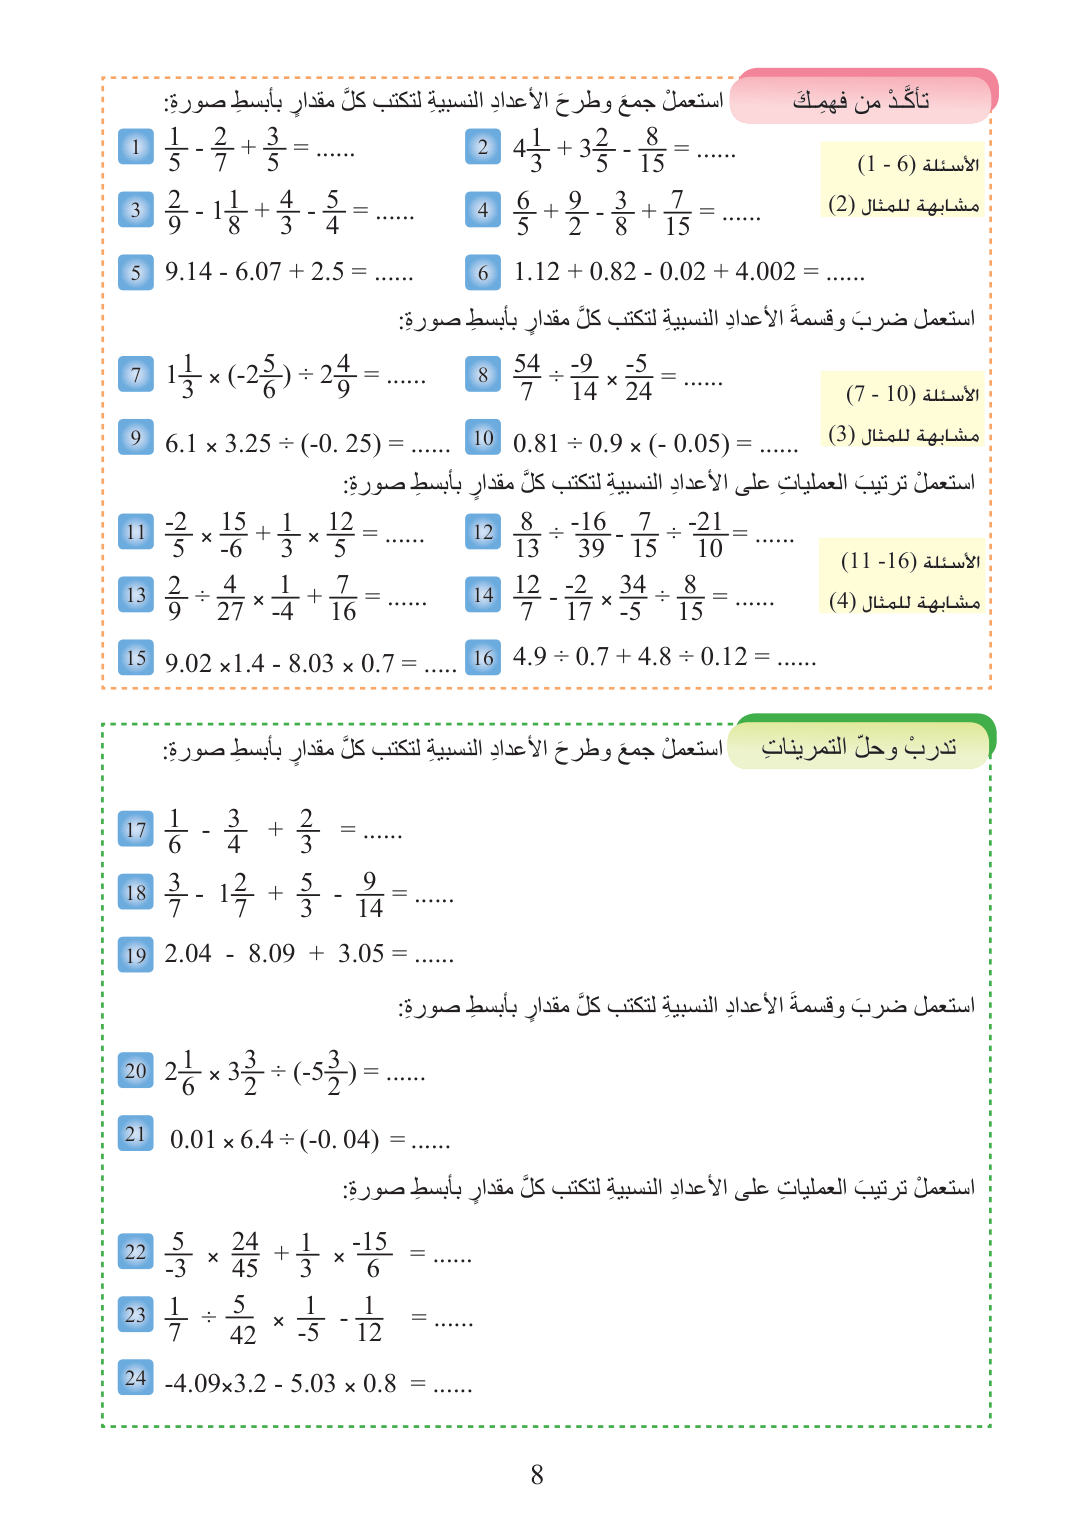 تأكَّدْ من فهمِكَ
استعملْ جمعَ وطرحَ الأعدادِ النسبيةِ لتكتب كلَّ مقدارٍ بأبسطِ صورةِ:
1 1/5 - 2/7 + 3/5 = ......
2 4 1/3 + 3 2/5 - 8/15 = ......
الأسئلة (6 - 1)
مشابهة للمثال (2)
3 2/9 - 1 1/8 + 4/3 - 5/4 = ......
4 6/5 + 9/2 - 3/8 + 7/15 = ......
5 9.14 - 6.07 + 2.5 = ......
6 1.12 + 0.82 - 0.02 + 4.002 = ......
استعمل ضربَ وقسمةَ الأعدادِ النسبيةِ لتكتب كلَّ مقدارٍ بأبسطِ صورةِ:
7 1 1/3 × (-2 5/6) ÷ 2 4/9 = ......
8 54/7 ÷ -9/14 × -5/24 = ......
الأسئلة (10 - 7)
مشابهة للمثال (3)
9 6.1 × 3.25 ÷ (-0. 25) = ......
10 0.81 ÷ 0.9 × (- 0.05) = ......
استعملْ ترتيبَ العملياتِ على الأعدادِ النسبيةِ لتكتب كلَّ مقدارٍ بأبسطِ صورةِ:
11 -2/5 × 15/-6 + 1/3 × 12/5 = ......
12 8/13 ÷ -16/39 - 7/15 ÷ -21/10 = ......
الأسئلة (16- 11)
مشابهة للمثال (4)
13 2/9 ÷ 4/27 × 1/-4 + 7/16 = ......
14 12/7 - -2/17 × 34/-5 ÷ 8/15 = ......
15 9.02 ×1.4 - 8.03 × 0.7 = .....
16 4.9 ÷ 0.7 + 4.8 ÷ 0.12 = ......
تدربْ وحلّ التمريناتِ
استعملْ جمعَ وطرحَ الأعدادِ النسبيةِ لتكتب كلَّ مقدارٍ بأبسطِ صورةِ:
17 1/6 - 3/4 + 2/3 = ......
18 3/7 - 1 2/7 + 5/3 - 9/14 = ......
19 2.04 - 8.09 + 3.05 = ......
استعمل ضربَ وقسمةَ الأعدادِ النسبيةِ لتكتب كلَّ مقدارٍ بأبسطِ صورةِ:
20 2 1/6 × 3 3/2 ÷ (-5 3/2) = ......
21 0.01 × 6.4 ÷ (-0. 04) = ......
استعملْ ترتيبَ العملياتِ على الأعدادِ النسبيةِ لتكتب كلَّ مقدارٍ بأبسطِ صورةِ:
22 5/-3 × 24/45 + 1/3 × -15/6 = ......
23 1/7 ÷ 5/42 × 1/-5 - 1/12 = ......
24 -4.09×3.2 - 5.03 × 0.8 = ......
8